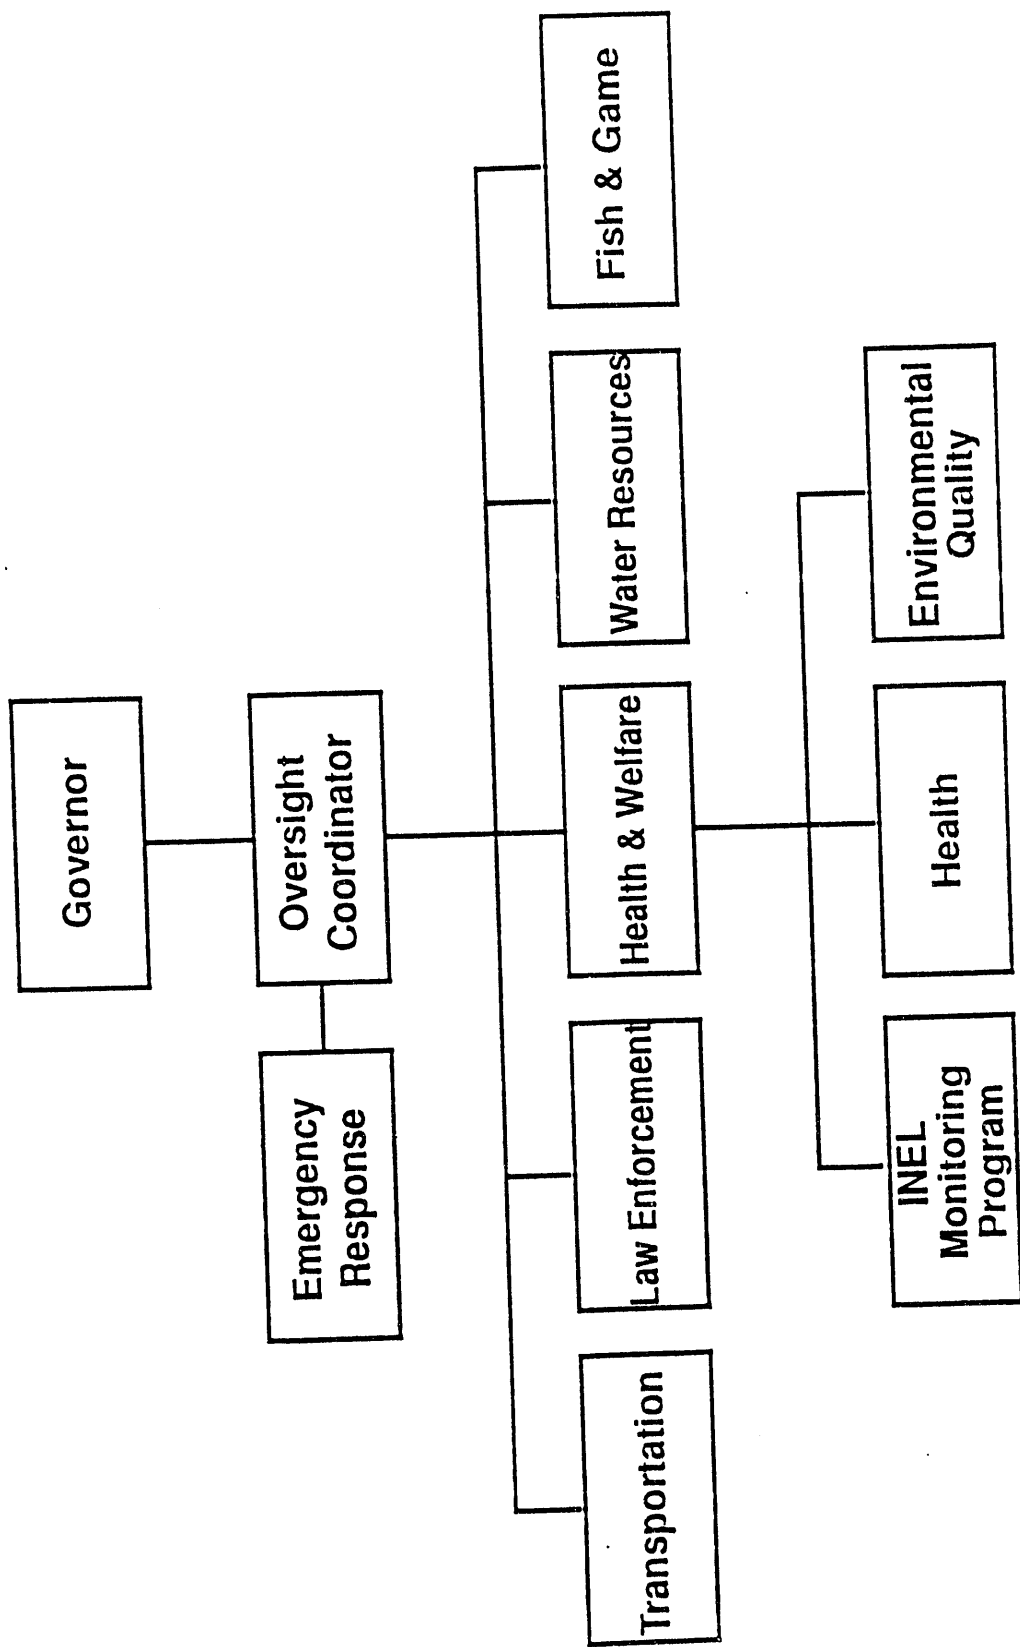 Governor
Emergency
Response
Oversight
Coordinator
Transportation
Law Enforcement
Health & Welfare
Water Resources
Fish & Game
INEL
Monitoring
Program
Health
Environmental
Quality